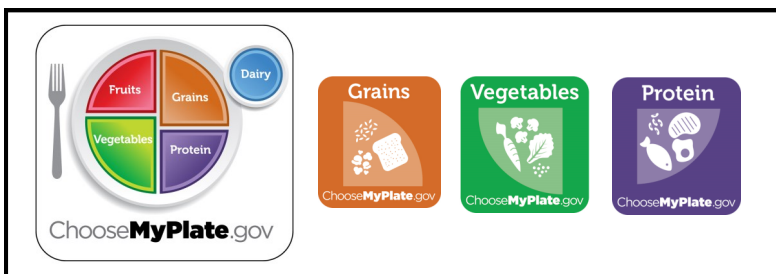 Fruits
Grains
Dairy
Vegetables
Protein
ChooseMyPlate.gov
Grains
ChooseMyPlate.gov
Vegetables
ChooseMyPlate.gov
Protein
ChooseMyPlate.gov